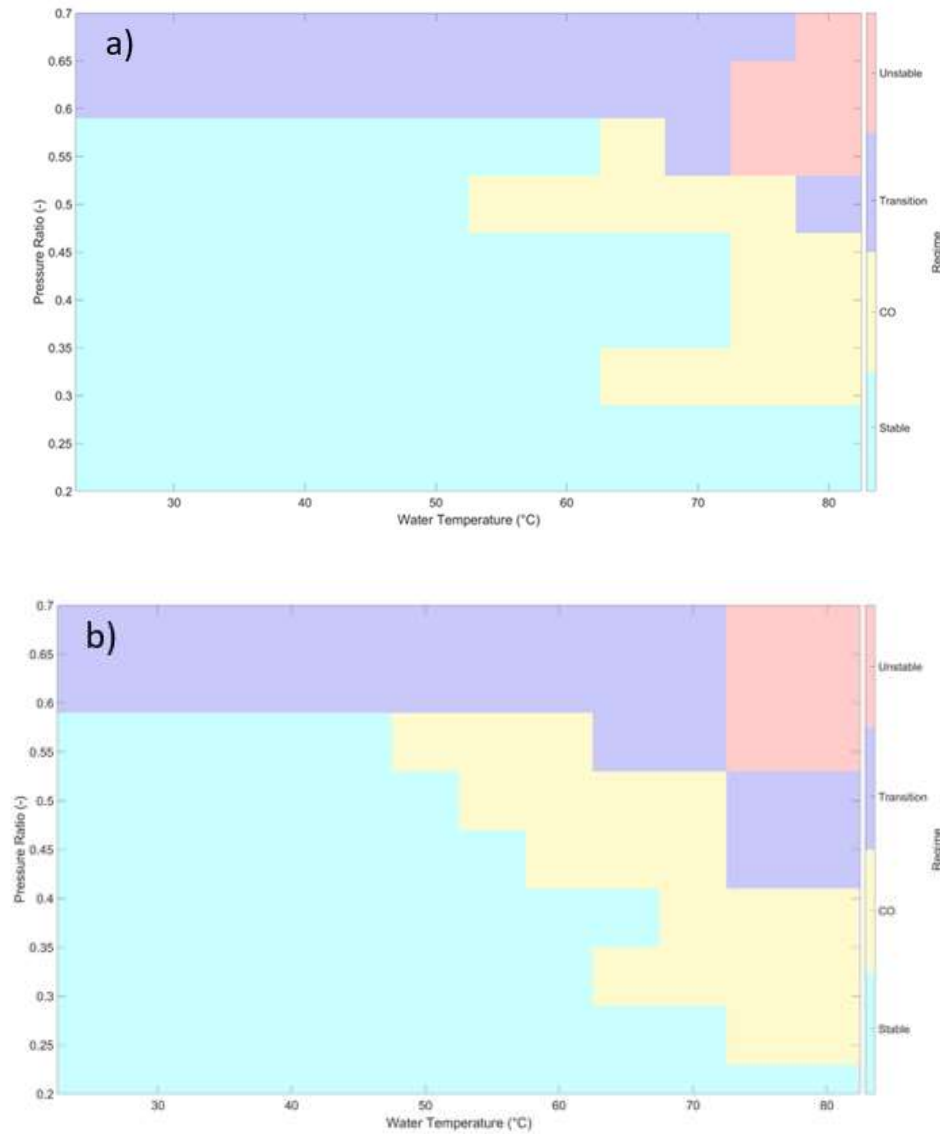 a)
0.7
0.65
0.6
0.55
0.5
0.45
0.4
0.35
0.3
0.25
0.2
Pressure Ratio (-)
30 40 50 60 70 80
Water Temperature (°C)
Unstable
Transition
CO
Stable
Regime
b)
0.7
0.65
0.6
0.55
0.5
0.45
0.4
0.35
0.3
0.25
0.2
Pressure Ratio (-)
30 40 50 60 70 80
Water Temperature (°C)
Unstable
Transition
CO
Stable
Regime